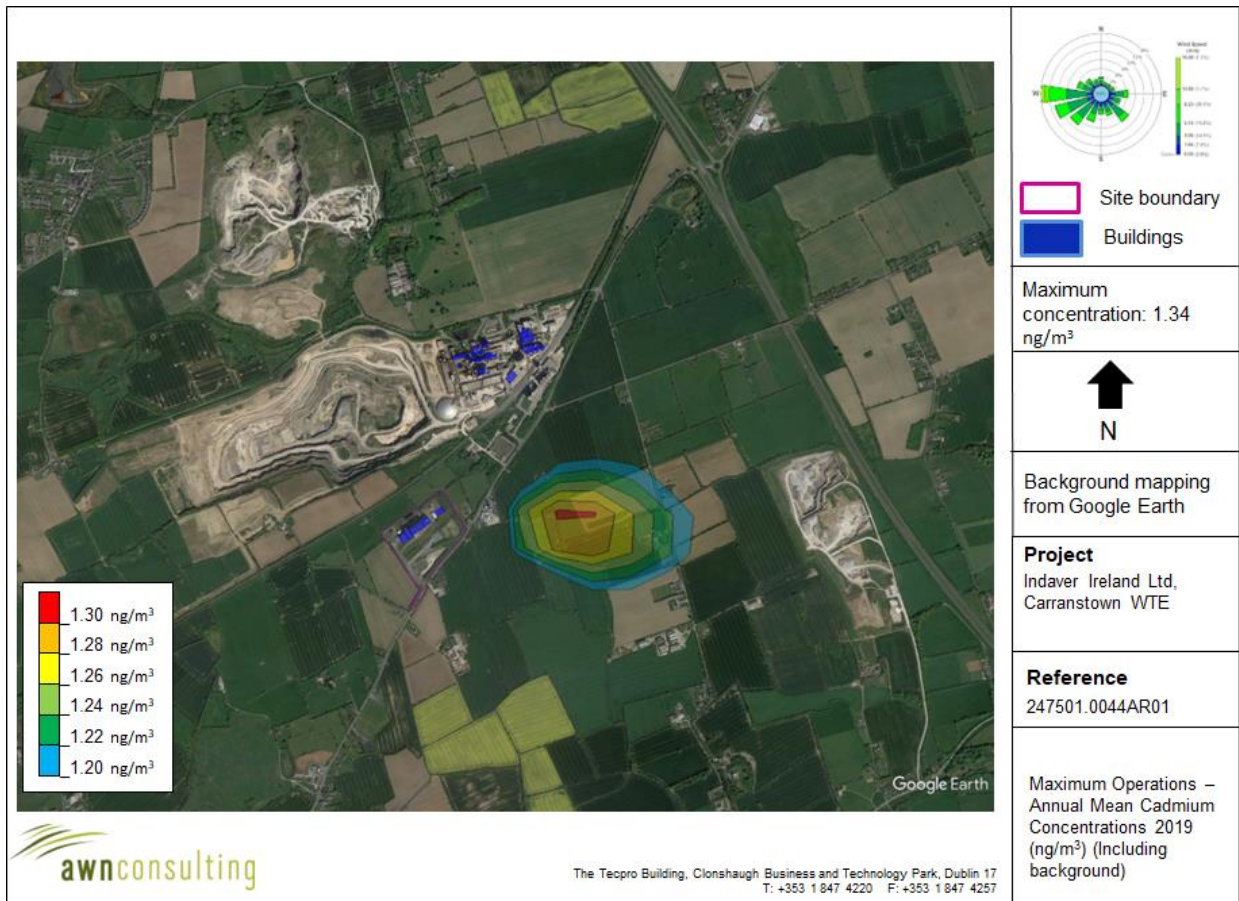 N
W
E
S
Site boundary
Buildings
Maximum
concentration: 1.34
ng/m³
N
Background mapping
from Google Earth
Project
Indaver Ireland Ltd,
Carranstown WTE
Reference
247501.0044AR01
Maximum Operations –
Annual Mean Cadmium
Concentrations 2019
(ng/m³) (Including
background)
1.30 ng/m³
1.28 ng/m³
1.26 ng/m³
1.24 ng/m³
1.22 ng/m³
1.20 ng/m³
Google Earth
awnconsulting
The Tecpro Building, Clonshaugh Business and Technology Park, Dublin 17
T: +353 1 847 4220 F: +353 1 847 4257